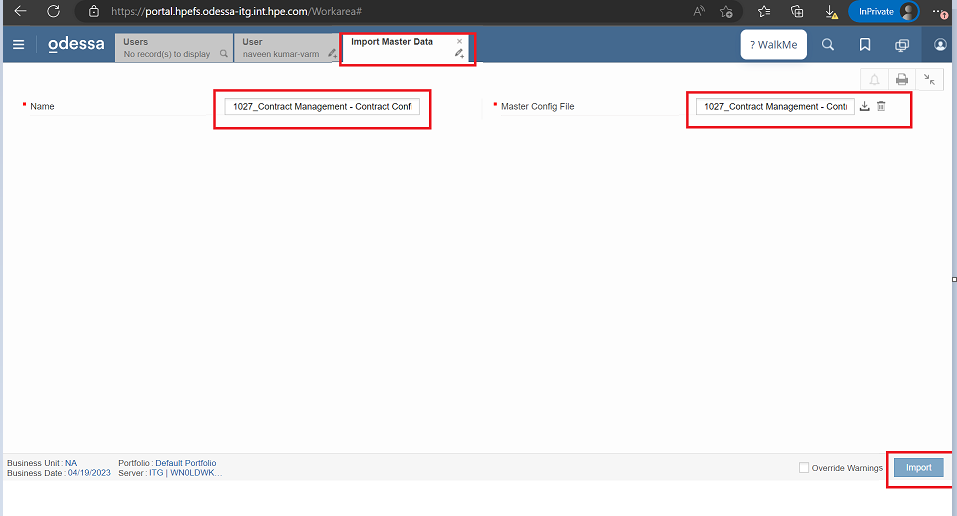 https://portal.hpefs.odessa-itg.int.hpe.com/Workarea#
InPrivate
odessa
Users
No record(s) to display
User
naveen kumar-varm
Import Master Data
? WalkMe
Name
1027_Contract Management - Contract Conf
Master Config File
1027_Contract Management - Cont
Business Unit : NA
Portfolio : Default Portfolio
Business Date : 04/19/2023
Server : ITG | WN0LDWK...
Override Warnings
Import